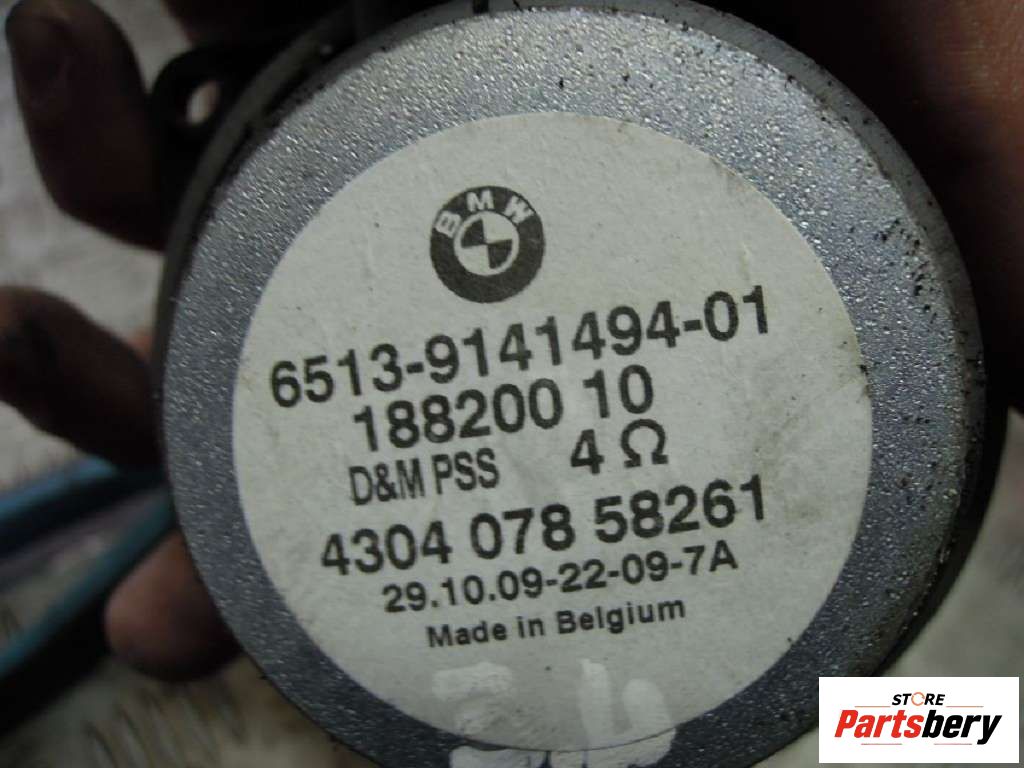 BMW
6513-9141494-01
188200 10
D&M PSS 4 Ω
4304 078 58261
29.10.09-22-09-7A
Made in Belgium
STORE
Partsbery